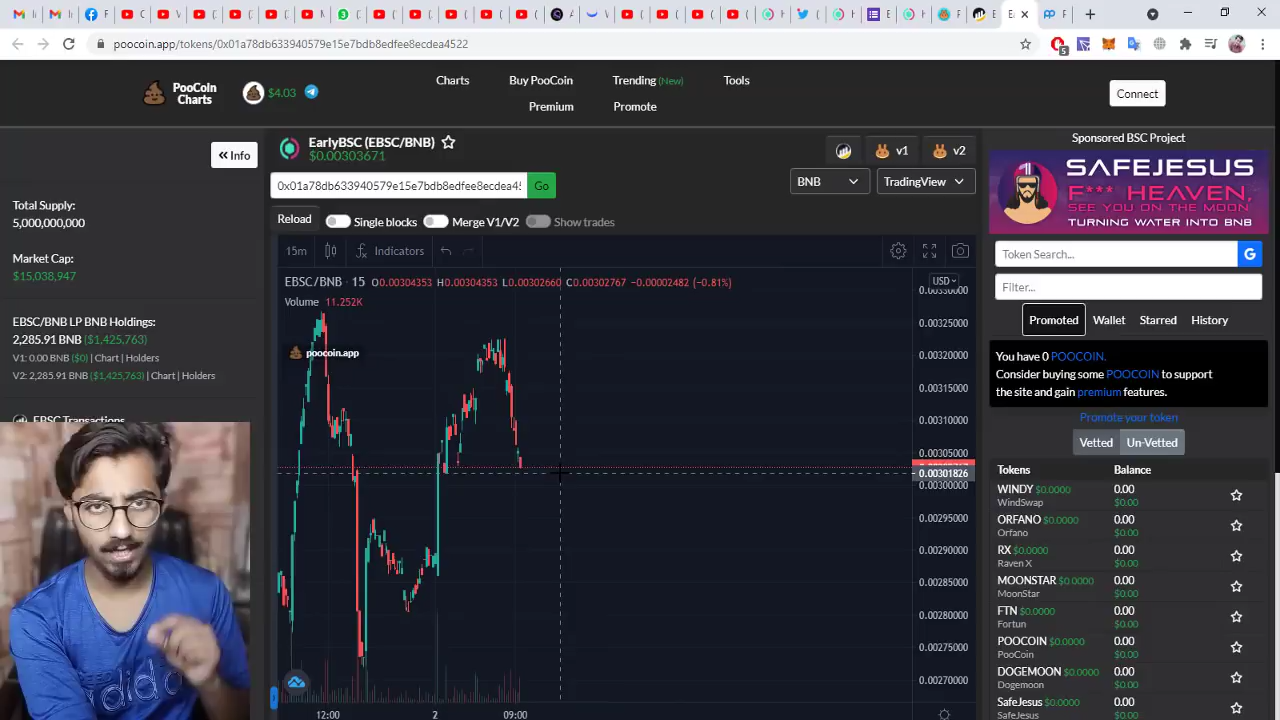 poocoin.app/tokens/0x01a78db633940579e15e7bdb8edfee8ecdea4522
PooCoin
Charts
$4.03
Charts
Buy PooCoin
Trending (New)
Tools
Premium
Promote
Connect
Info
Total Supply:
5,000,000,000
Market Cap:
$15,038,947
EBSC/BNB LP BNB Holdings:
2,285.91 BNB ($1,425,763)
V1: 0.00 BNB ($0) | Chart | Holders
V2: 2,285.91 BNB ($1,425,763) | Chart | Holders
EBSC Transactions
EarlyBSC (EBSC/BNB)
$0.00303671
v1
v2
0x01a78db633940579e15e7bdb8edfee8ecdea45
Go
BNB
TradingView
Reload
Single blocks
Merge V1/V2
Show trades
15m
Indicators
EBSC/BNB · 15 O0.00304353 H0.00304353 L0.00302660 C0.00302767 −0.00002482 (−0.81%)
Volume 11.252K
poocoin.app
USD
0.00330000
0.00325000
0.00320000
0.00315000
0.00310000
0.00305000
0.00301826
0.00300000
0.00295000
0.00290000
0.00285000
0.00280000
0.00275000
0.00270000
12:00
2
09:00
Sponsored BSC Project
SAFEJESUS
F*** HEAVEN,
SEE YOU ON THE MOON
TURNING WATER INTO BNB
Token Search...
Filter...
Promoted
Wallet
Starred
History
You have 0 POOCOIN.
Consider buying some POOCOIN to support
the site and gain premium features.
Promote your token
Vetted
Un-Vetted
Tokens
Balance
WINDY $0.0000 0.00
WindSwap $0.00
ORFANO $0.0000 0.00
Orfano $0.00
RX $0.0000 0.00
Raven X $0.00
MOONSTAR $0.0000 0.00
MoonStar $0.00
FTN $0.0000 0.00
Fortun $0.00
POOCOIN $0.0000 0.00
PooCoin $0.00
DOGEMOON $0.0000 0.00
Dogemoon $0.00
SafeJesus $0.0000 0.00
SafeJesus $0.00
adidas